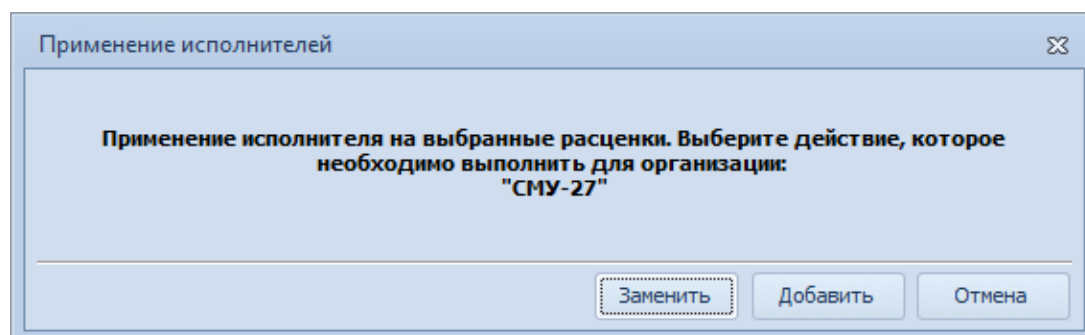 Применение исполнителей
Применение исполнителя на выбранные расценки. Выберите действие, которое
необходимо выполнить для организации:
"СМУ-27"
Заменить Добавить Отмена